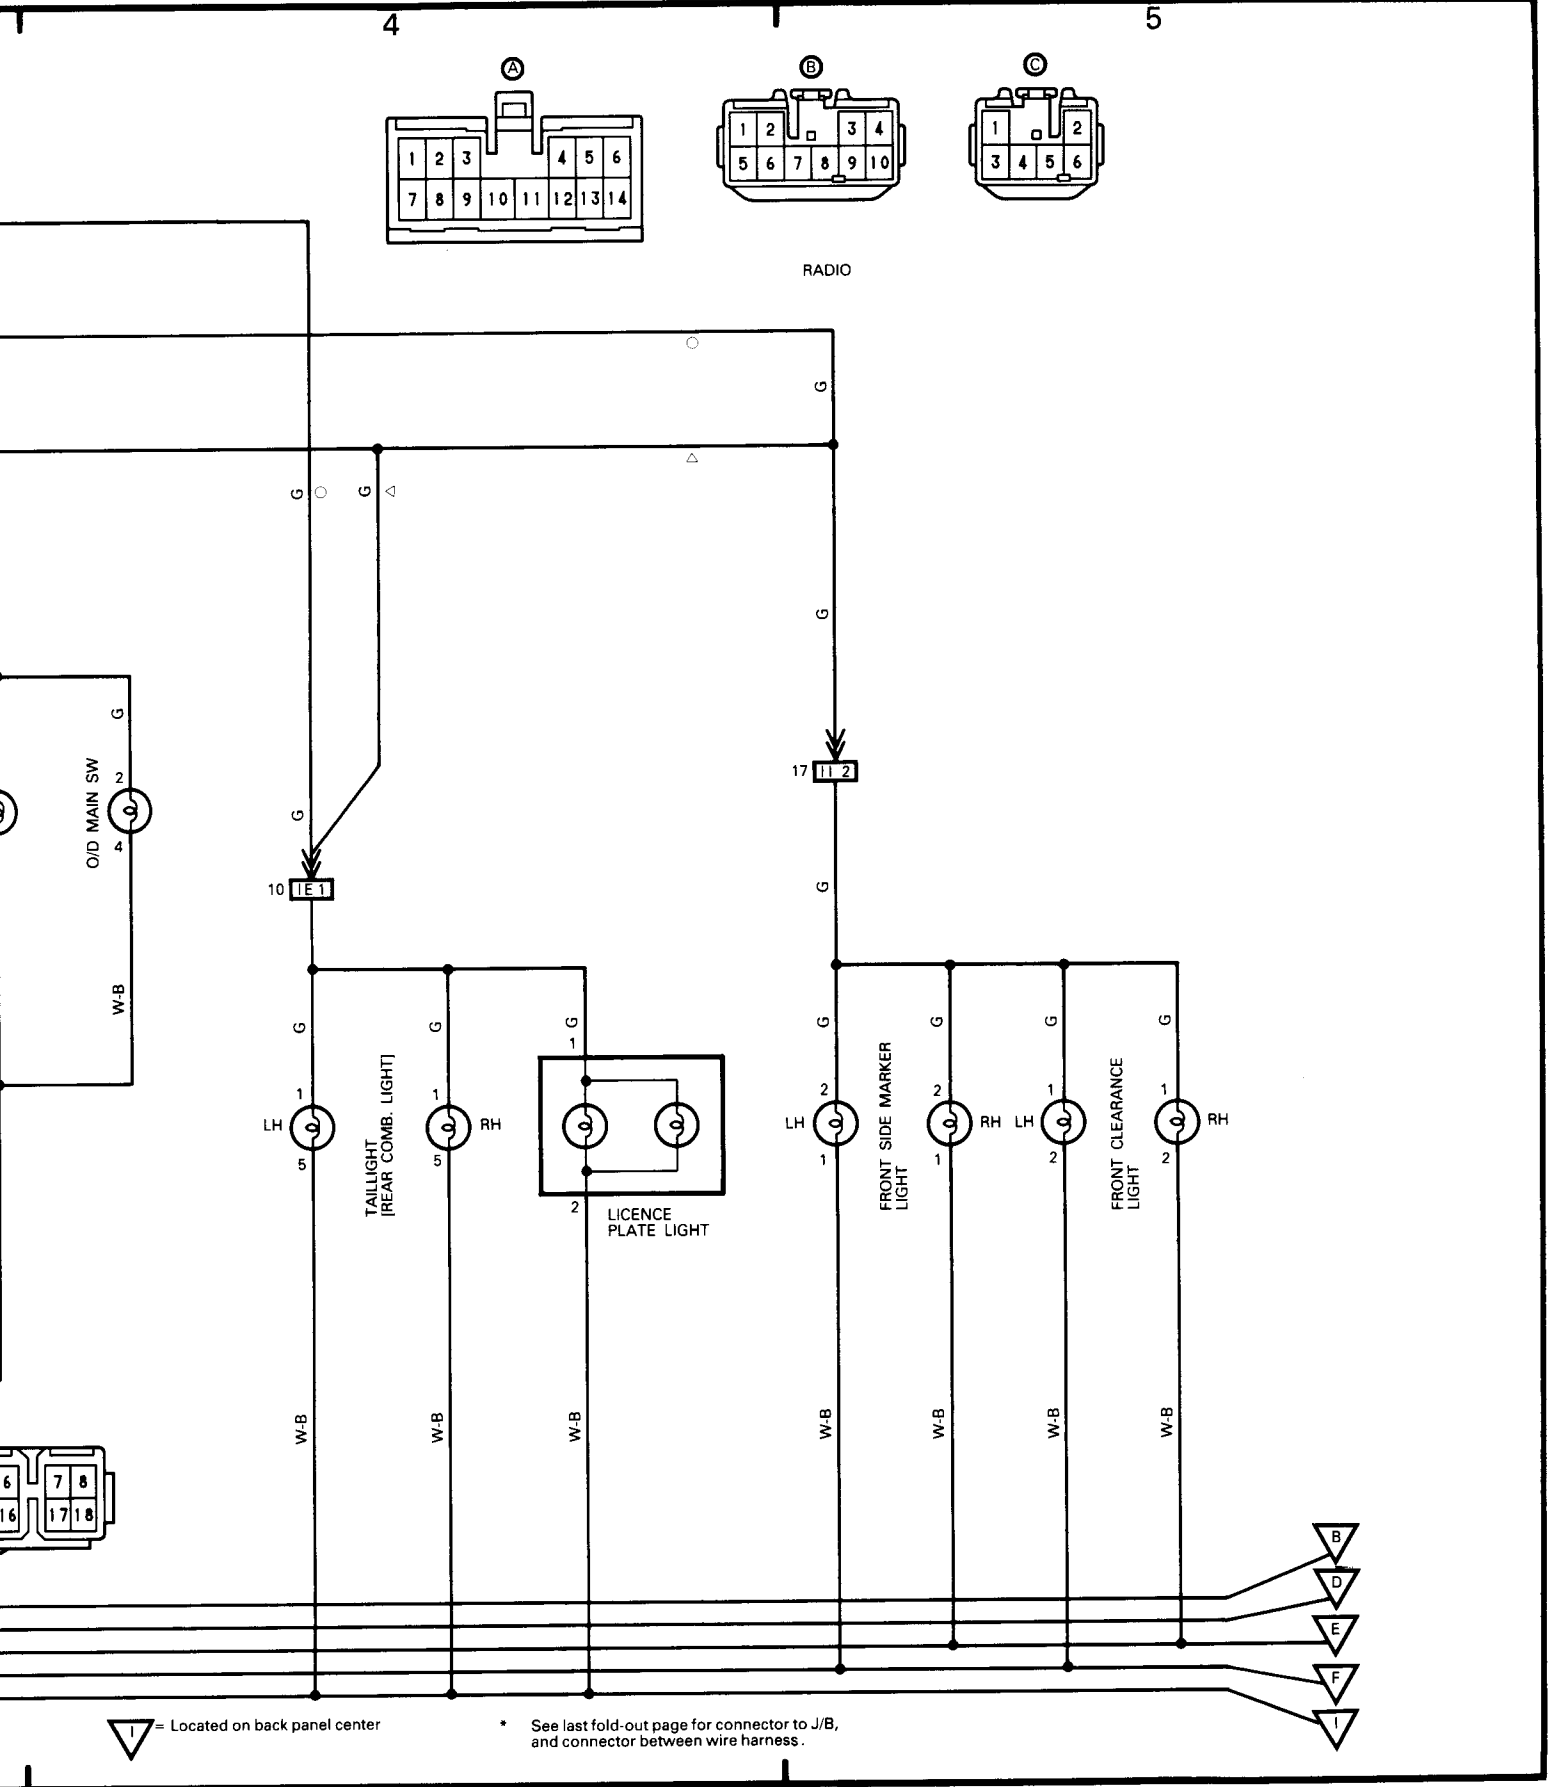 4
5
A
B
C
1 2 3 4 5 6
7 8 9 10 11 12 13 14
1 2 3 4
5 6 7 8 9 10
1 2
3 4 5 6
RADIO
G
G
G
G
G
O/D MAIN SW
2
4
G
17 II 2
10 IE1
G
W-B
G
G
G
G
G
G
G
1
LH
5
TAILLIGHT
[REAR COMB. LIGHT]
1
RH
5
1
2
LICENCE
PLATE LIGHT
2
LH
1
FRONT SIDE MARKER
LIGHT
2
RH
1
1
LH
2
FRONT CLEARANCE
LIGHT
1
RH
2
W-B
W-B
W-B
W-B
W-B
W-B
W-B
6 7 8
16 17 18
B
D
E
F
I
I = Located on back panel center
* See last fold-out page for connector to J/B,
and connector between wire harness.